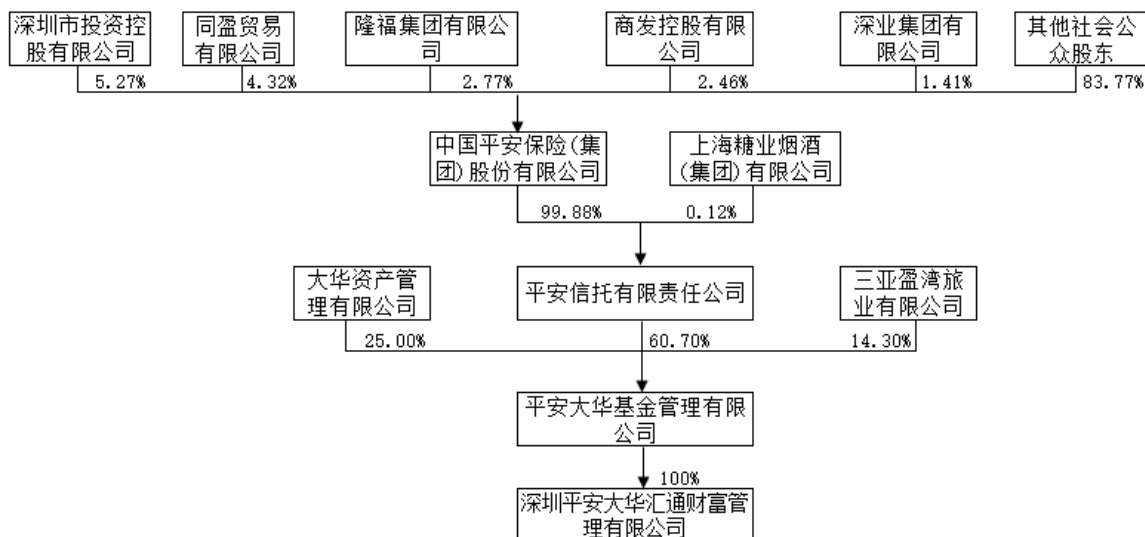 深圳市投资控
股有限公司
同盈贸易
有限公司
隆福集团有限公
司
商发控股有限
公司
深业集团有
限公司
其他社会公
众股东
5.27%
4.32%
2.77%
2.46%
1.41%
83.77%
中国平安保险(集
团)股份有限公司
上海糖业烟酒
(集团)有限公司
99.88%
0.12%
大华资产管
理有限公司
平安信托有限责任公司
三亚盈湾旅
业有限公司
25.00%
60.70%
14.30%
平安大华基金管理有限
公司
100%
深圳平安大华汇通财富管
理有限公司